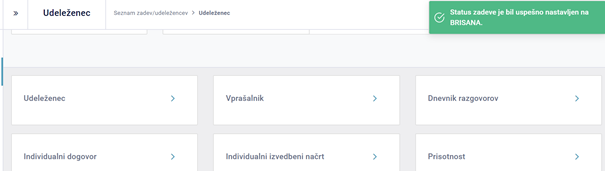 Udeleženec
Seznam zadev/udeležencev > Udeleženec
Status zadeve je bil uspešno nastavljen na
BRISANA.
Udeleženec
Vprašalnik
Dnevnik razgovorov
Individualni dogovor
Individualni izvedbeni načrt
Prisotnost